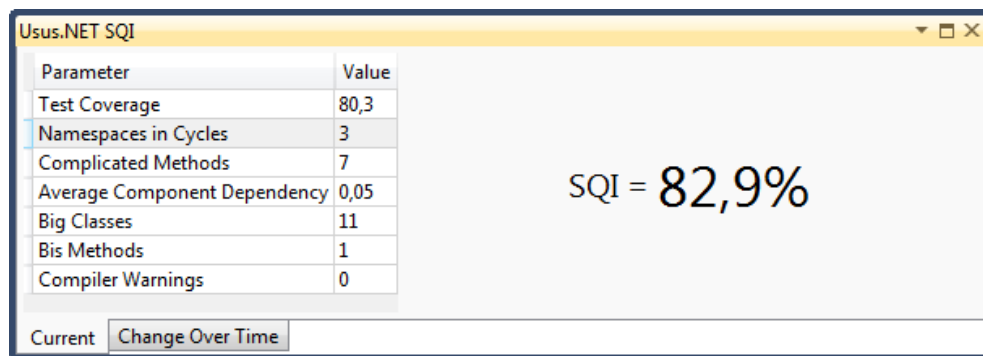 Usus.NET SQI
Parameter Value
Test Coverage 80,3
Namespaces in Cycles 3
Complicated Methods 7
Average Component Dependency 0,05
Big Classes 11
Bis Methods 1
Compiler Warnings 0
SQI = 82,9%
Current Change Over Time